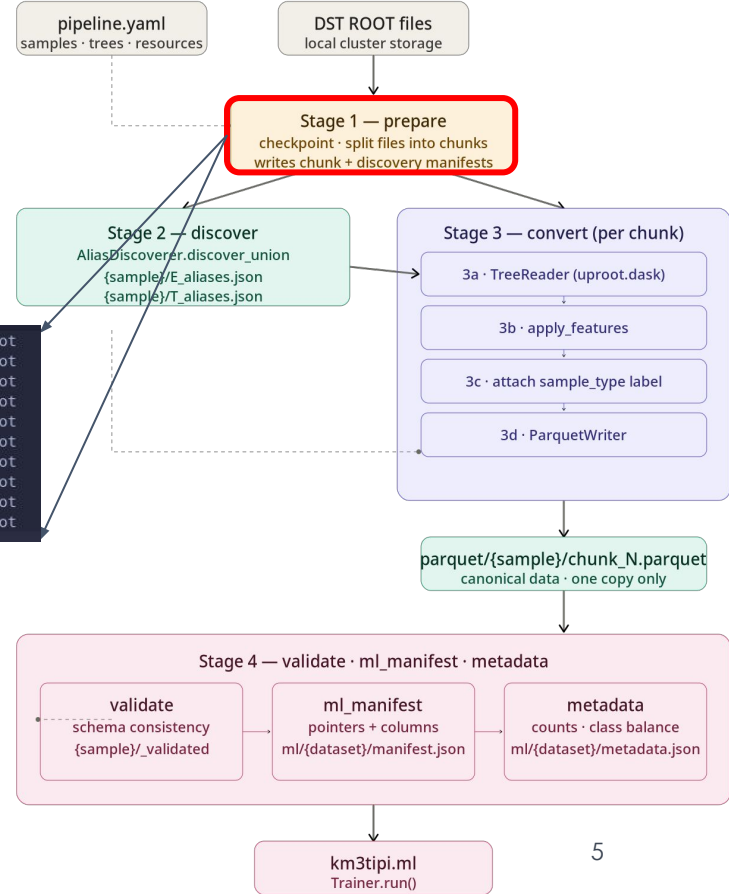 pipeline.yaml
samples · trees · resources
DST ROOT files
local cluster storage
Stage 1 — prepare
checkpoint · split files into chunks
writes chunk + discovery manifests
Stage 2 — discover
AliasDiscoverer.discover_union
{sample}/E_aliases.json
{sample}/T_aliases.json
Stage 3 — convert (per chunk)
3a · TreeReader (uproot.dask)
3b · apply_features
3c · attach sample_type label
3d · ParquetWriter
ot
ot
ot
ot
ot
ot
ot
ot
ot
ot
parquet/{sample}/chunk_N.parquet
canonical data · one copy only
Stage 4 — validate · ml_manifest · metadata
validate
schema consistency
{sample}/_validated
ml_manifest
pointers + columns
ml/{dataset}/manifest.json
metadata
counts · class balance
ml/{dataset}/metadata.json
km3tipi.ml
Trainer.run()
5